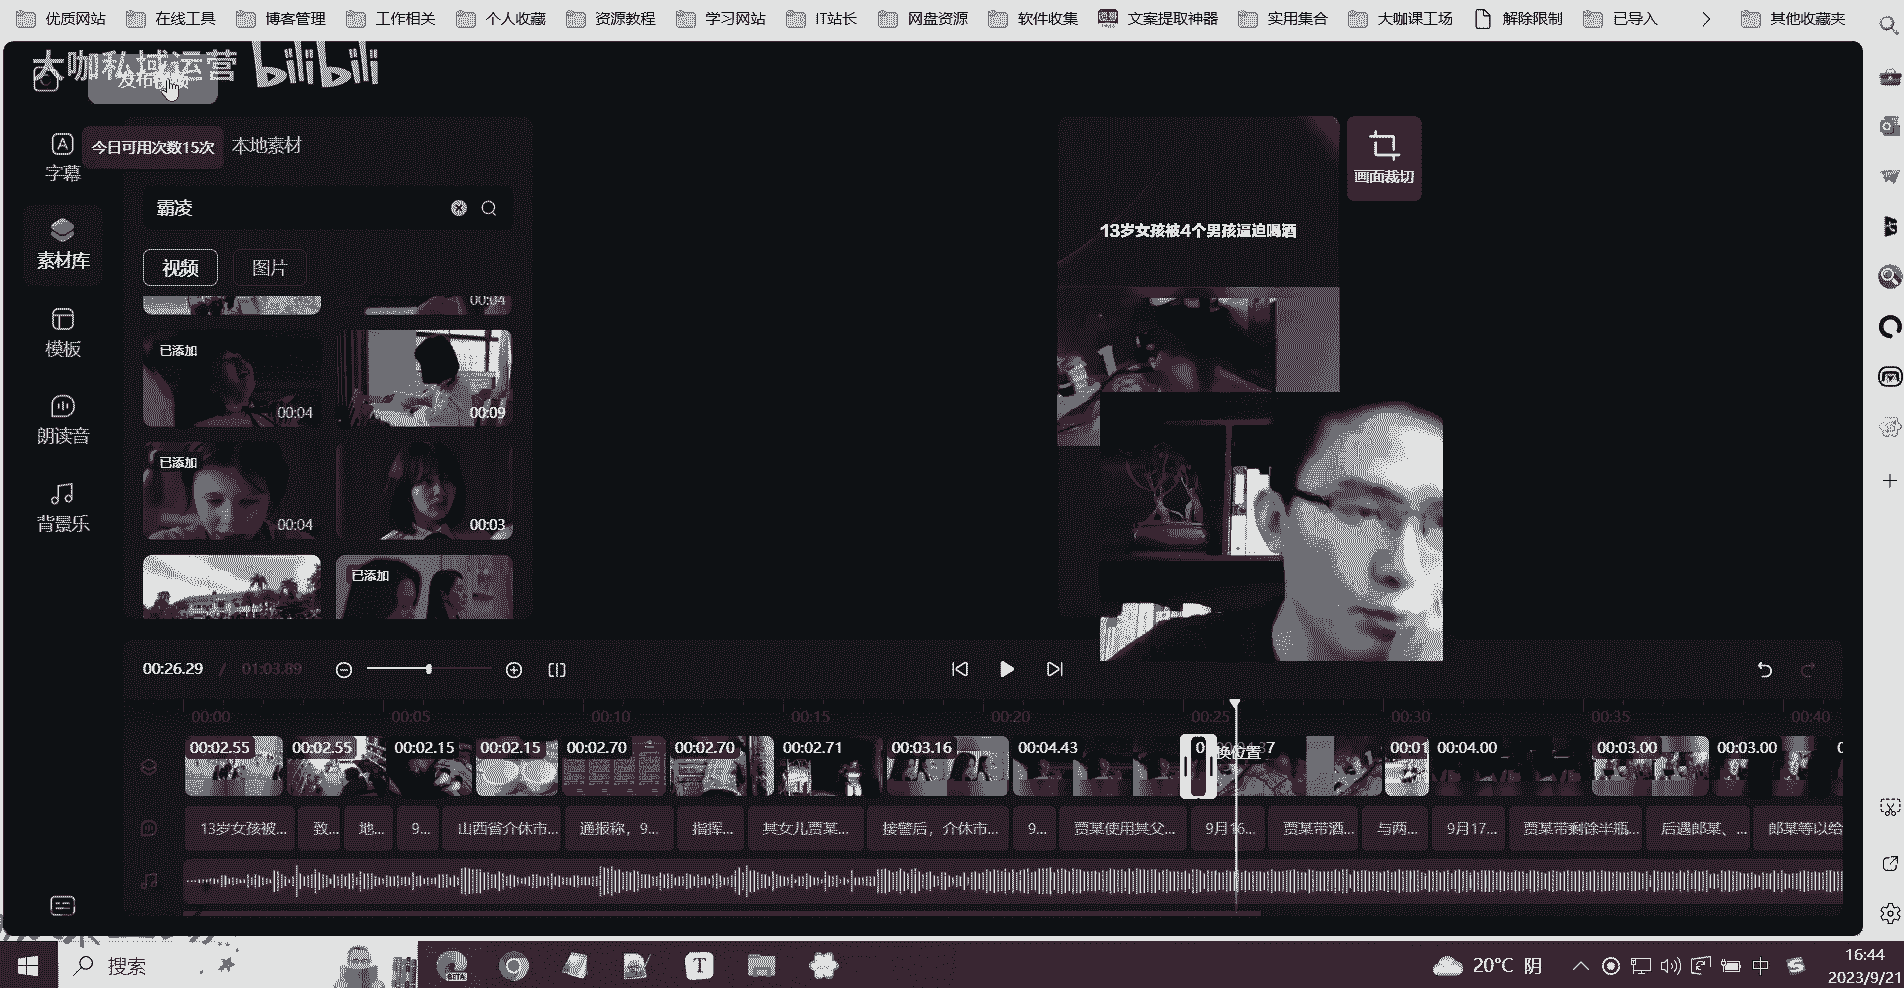 优质网站 在线工具 博客管理 工作相关 个人收藏 资源教程 学习网站 IT站长 网盘资源 软件收集 文案提取神器 实用集合 大咖课工场 解除限制 已导入 其他收藏夹
大咖私域运营 bilibili
今日可用次数15次 本地素材
字幕
霸凌
素材库
视频 图片
模板
朗读音
背景乐
00:04
已添加 00:04 00:09
已添加 00:04 00:03
已添加
画面裁切
13岁女孩被4个男孩逼迫喝酒
00:26.29 / 01:03.89
00:00 00:05 00:10 00:15 00:20 00:25 00:30 00:35 00:40
00:02.55 00:02.55 00:02.15 00:02.15 00:02.70 00:02.70 00:02.71 00:03.16 00:04.43 换位置 00:01 00:04.00 00:03.00 00:03.00
13岁女孩被... 致... 地... 9... 山西省介休市... 通报称，9... 指挥... 其女儿贾某... 接警后，介休市... 9... 贾某使用其父... 9月16... 贾某带酒... 与两... 9月17... 贾某带剩余半瓶... 后遇郎某、... 郎某等以给
搜索
BETA
T
20°C 阴
中
16:44
2023/9/21